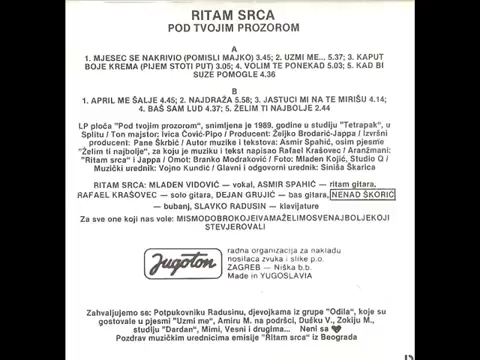 RITAM SRCA
POD TVOJIM PROZOROM
A
1. MJESEC SE NAKRIVIO (POMISLI MAJKO) 3.45; 2. UZMI ME... 5.37; 3. KAPUT
BOJE KREMA (PIJEM STOTI PUT) 3.05; 4. VOLIM TE PONEKAD 5.03; 5. KAD BI
SUZE POMOGLE 4.36
B
1. APRIL ME ŠALJE 4.45; 2. NAJDRAŽA 5.58; 3. JASTUCI MI NA TE MIRIŠU 4.14;
4. BAŠ SAM LUD 4.37; 5. ŽELIM TI NAJBOLJE 2.44
LP ploča "Pod tvojim prozorom", snimljena je 1989. godine u studiju "Tetrapak", u
Splitu / Ton majstor: Ivica Čović-Pipo / Producent: Željko Brodarić-Jappa / Izvršni
producent: Pane Škrbić / Autor muzike i tekstova: Asmir Spahić, osim pjesme
"Želim ti najbolje", za koju je muziku i tekst napisao Rafael Krašovec / Aranžmani:
"Ritam srca" i Jappa / Omot: Branko Modraković / Foto: Mladen Kojić, Studio Q /
Muzički urednik: Vojno Kundić / Glavni i odgovorni urednik: Siniša Škarica
RITAM SRCA: MLADEN VIDOVIĆ — vokal, ASMIR SPAHIĆ, — ritam gitara,
RAFAEL KRAŠOVEC — solo gitara, DEJAN GRUJIĆ — bas gitara, NENAD ŠKORIĆ
— bubanj, SLAVKO RADUSIN — klavijature
Za sve one koji nas vole: MISMODOBROKOJEIVAMAŽELIMOSVENAJBOLJEKOJI
STEVJEROVALI
Jugoton
radna organizacija za nakladu
nosilaca zvuka i slike p.o.
ZAGREB — Niška b.b.
Made in YUGOSLAVIA
Zahvaljujemo se: Potpukovniku Radusinu, djevojkama iz grupe "Odila", koje su
gostovale u pjesmi "Uzmi me", Amiru M. na podršci, Dušku V., Zokiju M.,
studiju "Dardan", Mimi, Vesni i drugima... Neni sa
Pozdrav muzičkim urednicima emisije "Ritam srca" iz Beograda